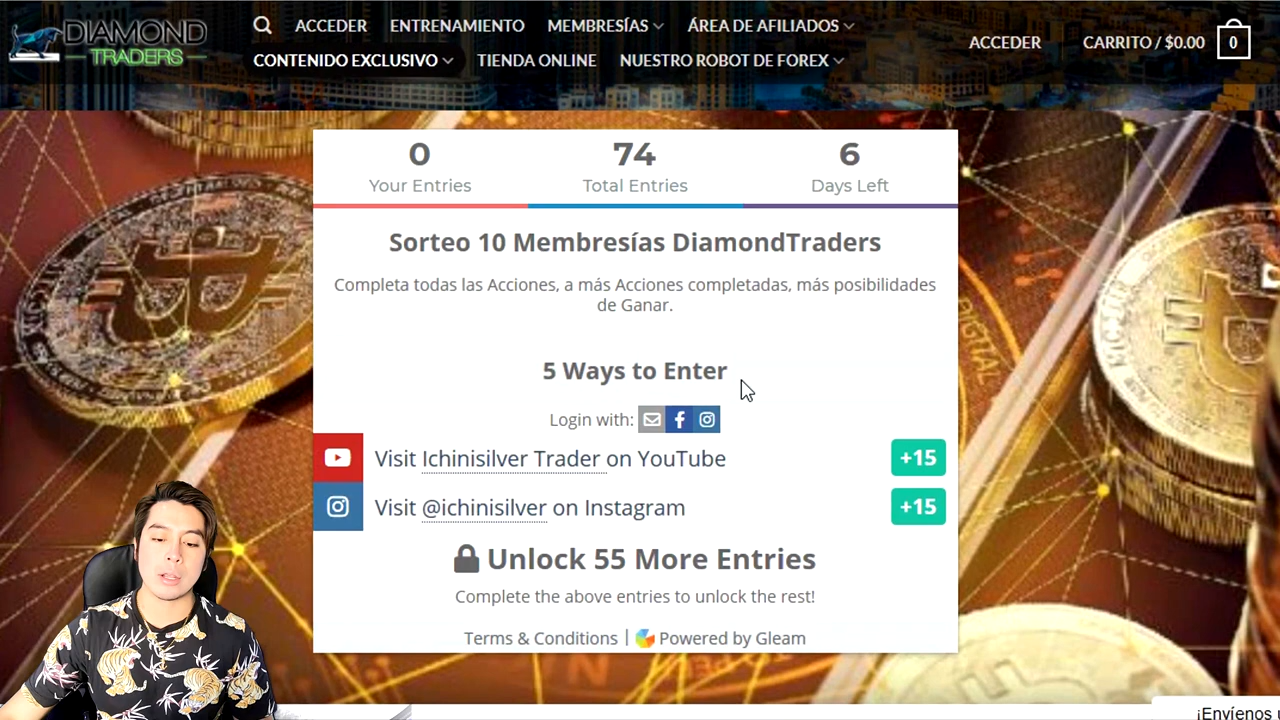 DIAMOND
TRADERS
ACCEDER ENTRENAMIENTO MEMBRESÍAS ÁREA DE AFILIADOS
CONTENIDO EXCLUSIVO TIENDA ONLINE NUESTRO ROBOT DE FOREX
ACCEDER CARRITO / $0.00 0
0 74 6
Your Entries Total Entries Days Left
Sorteo 10 Membresías DiamondTraders
Completa todas las Acciones, a más Acciones completadas, más posibilidades
de Ganar.
5 Ways to Enter
Login with:
Visit Ichinisilver Trader on YouTube +15
Visit @ichinisilver on Instagram +15
Unlock 55 More Entries
Complete the above entries to unlock the rest!
Terms & Conditions | Powered by Gleam
¡Envíenos
DIGITAL